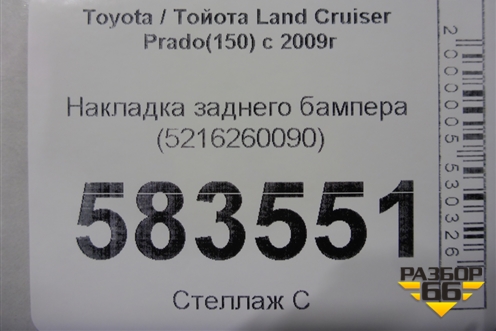 Toyota / Тойота Land Cruiser
Prado(150) с 2009г
Накладка заднего бампера
(5216260090)
583551
Стеллаж С
2000005530326
РАЗБОР
66